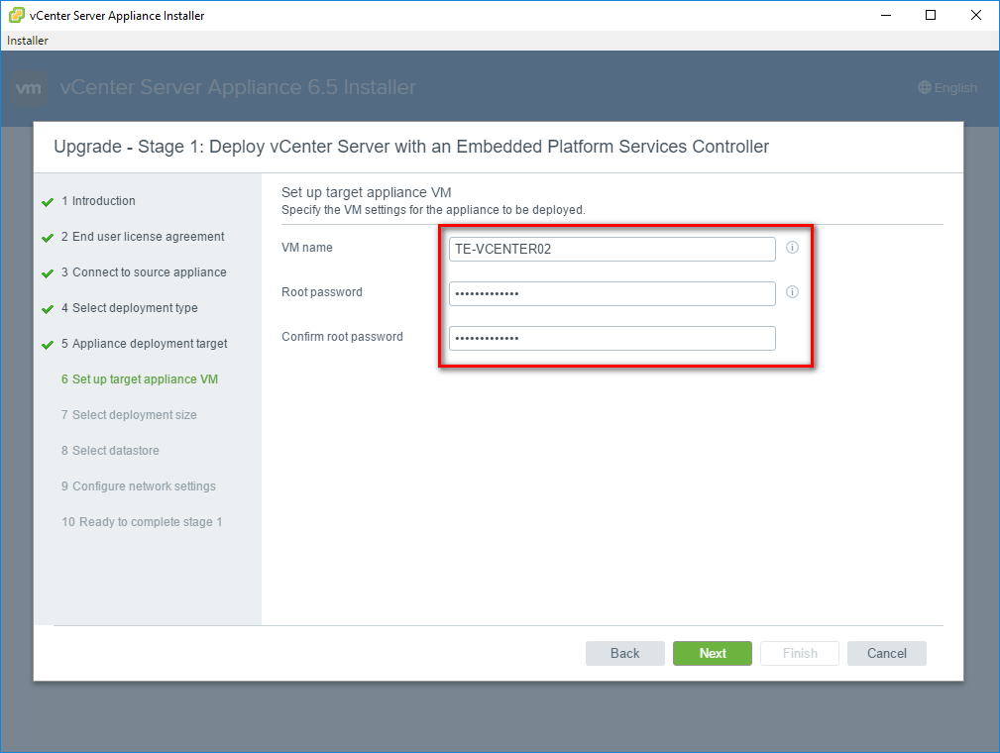 vCenter Server Appliance Installer
Installer
vm vCenter Server Appliance 6.5 Installer English
Upgrade - Stage 1: Deploy vCenter Server with an Embedded Platform Services Controller
1 Introduction
2 End user license agreement
3 Connect to source appliance
4 Select deployment type
5 Appliance deployment target
6 Set up target appliance VM
7 Select deployment size
8 Select datastore
9 Configure network settings
10 Ready to complete stage 1
Set up target appliance VM
Specify the VM settings for the appliance to be deployed.
VM name TE-VCENTER02
Root password •••••••••••••
Confirm root password •••••••••••••
Back Next Finish Cancel